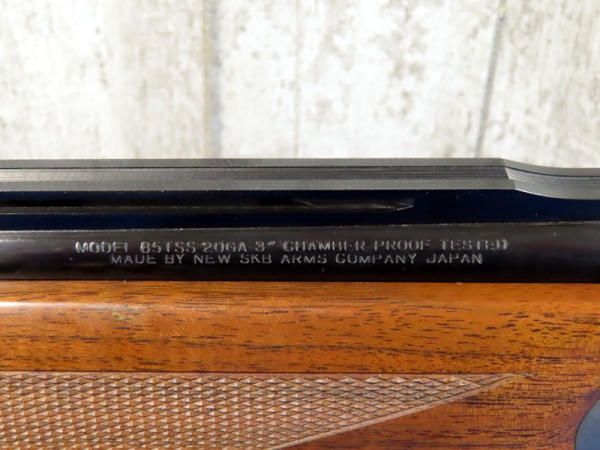 MODEL 85TSS 20GA 3" CHAMBER PROOF TESTED
MADE BY NEW SKB ARMS COMPANY JAPAN